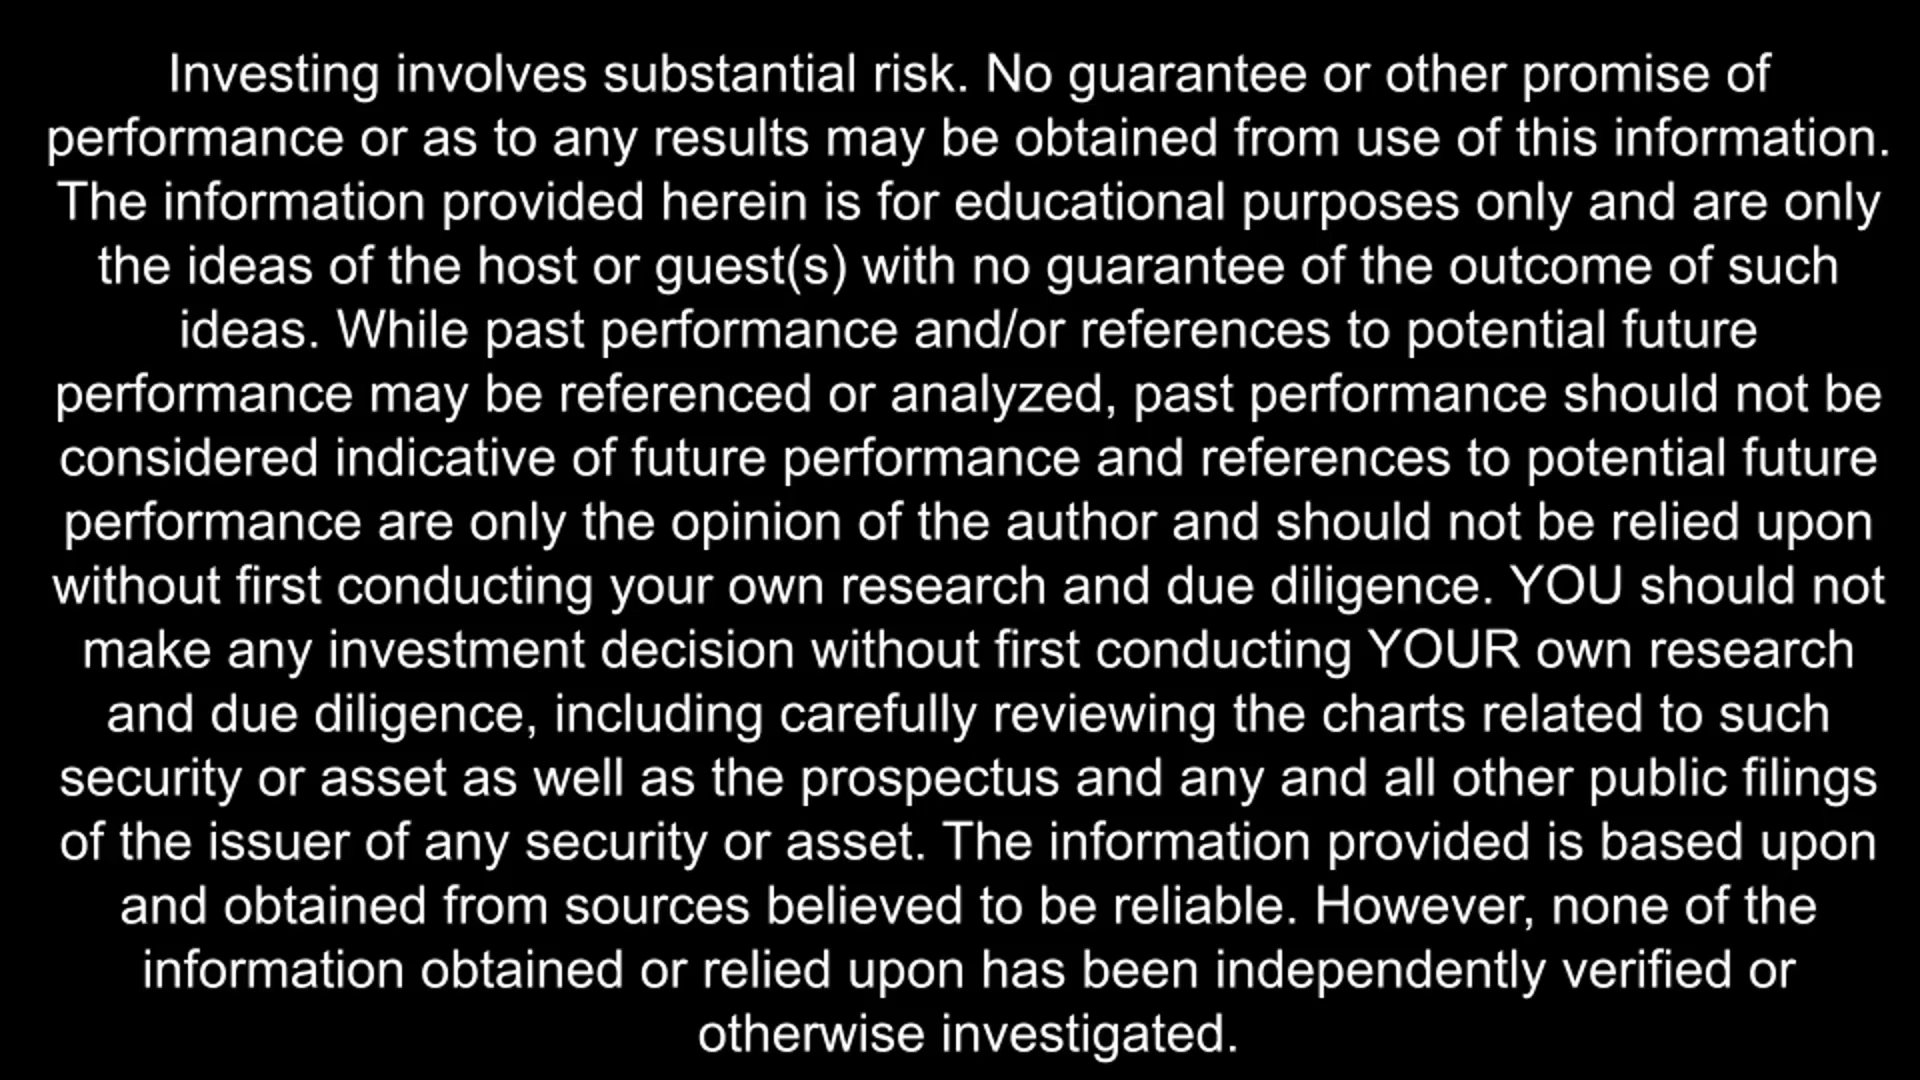 Investing involves substantial risk. No guarantee or other promise of
performance or as to any results may be obtained from use of this information.
The information provided herein is for educational purposes only and are only
the ideas of the host or guest(s) with no guarantee of the outcome of such
ideas. While past performance and/or references to potential future
performance may be referenced or analyzed, past performance should not be
considered indicative of future performance and references to potential future
performance are only the opinion of the author and should not be relied upon
without first conducting your own research and due diligence. YOU should not
make any investment decision without first conducting YOUR own research
and due diligence, including carefully reviewing the charts related to such
security or asset as well as the prospectus and any and all other public filings
of the issuer of any security or asset. The information provided is based upon
and obtained from sources believed to be reliable. However, none of the
information obtained or relied upon has been independently verified or
otherwise investigated.